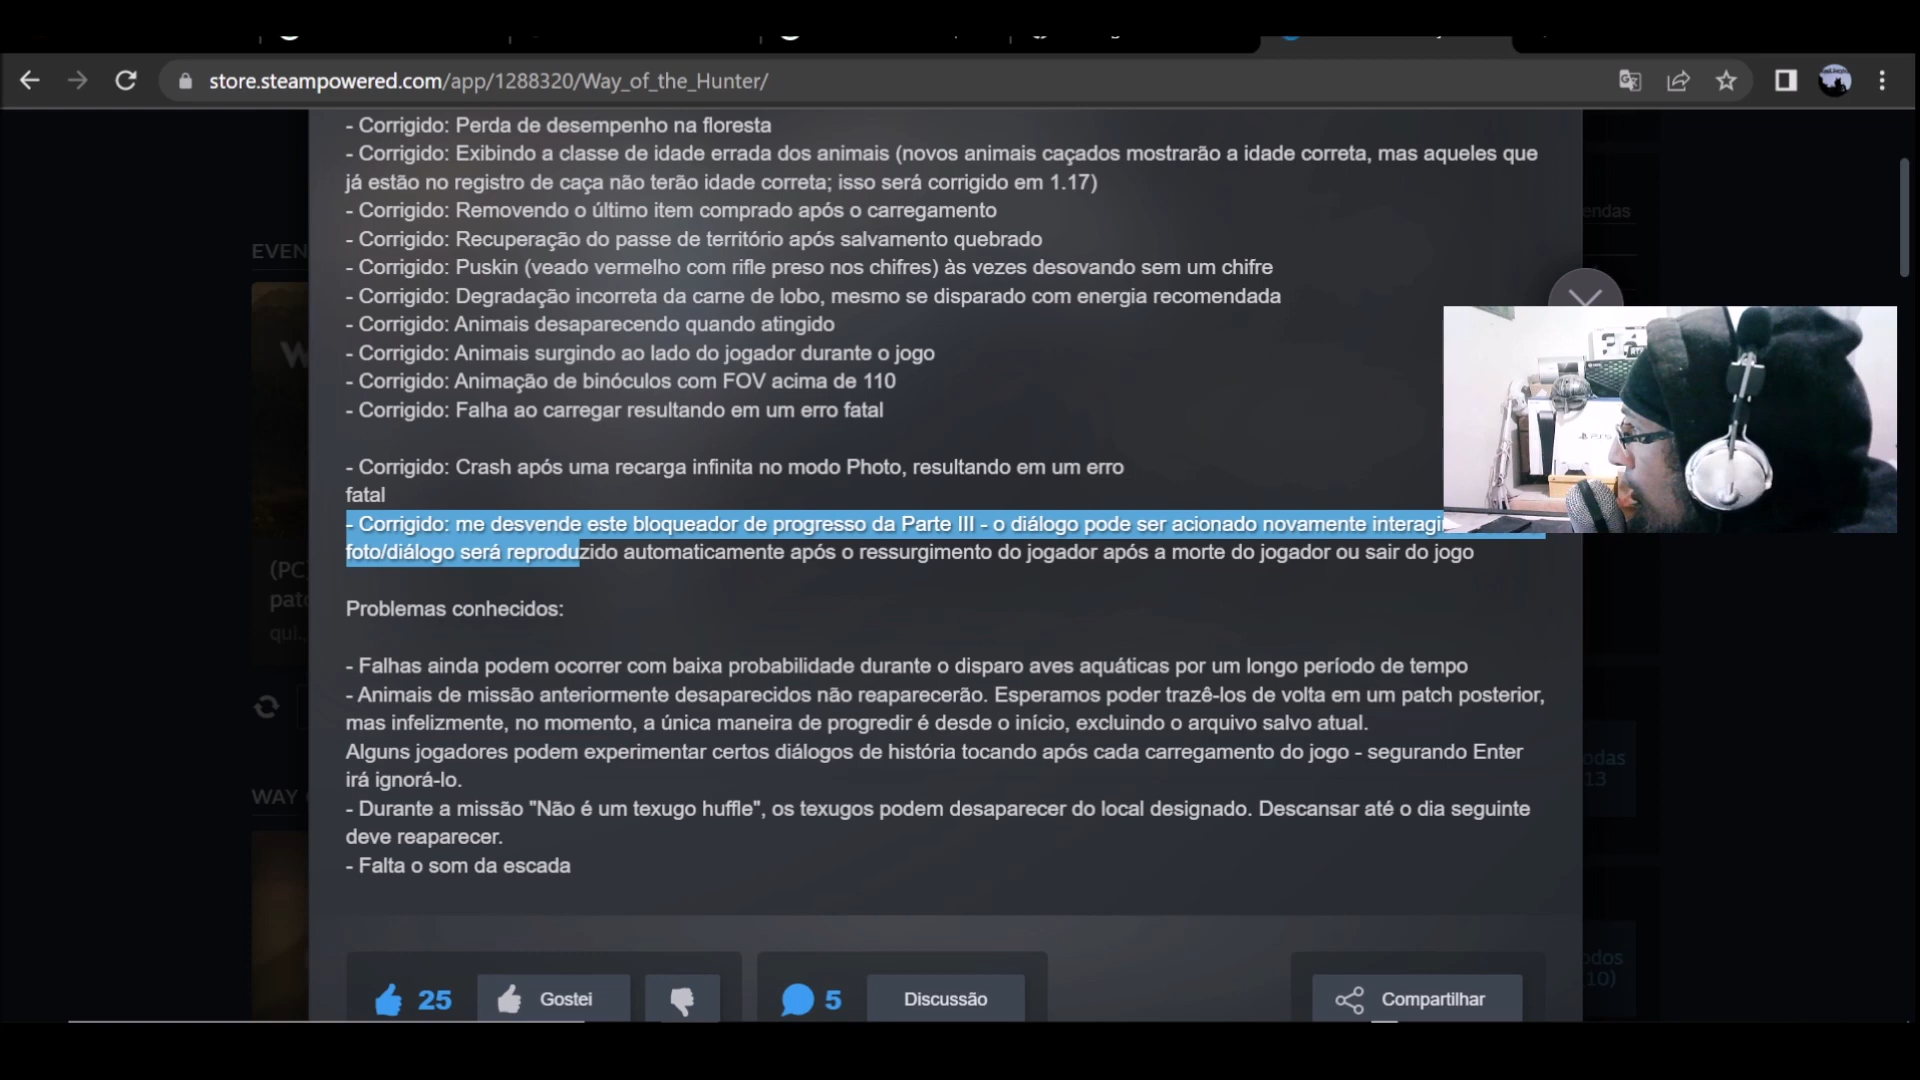 store.steampowered.com/app/1288320/Way_of_the_Hunter/
- Corrigido: Perda de desempenho na floresta
- Corrigido: Exibindo a classe de idade errada dos animais (novos animais caçados mostrarão a idade correta, mas aqueles que
já estão no registro de caça não terão idade correta; isso será corrigido em 1.17)
- Corrigido: Removendo o último item comprado após o carregamento
endas
- Corrigido: Recuperação do passe de território após salvamento quebrado
EVEN
- Corrigido: Puskin (veado vermelho com rifle preso nos chifres) às vezes desovando sem um chifre
- Corrigido: Degradação incorreta da carne de lobo, mesmo se disparado com energia recomendada
- Corrigido: Animais desaparecendo quando atingido
W
- Corrigido: Animais surgindo ao lado do jogador durante o jogo
- Corrigido: Animação de binóculos com FOV acima de 110
- Corrigido: Falha ao carregar resultando em um erro fatal
PS5
- Corrigido: Crash após uma recarga infinita no modo Photo, resultando em um erro
fatal
- Corrigido: me desvende este bloqueador de progresso da Parte III - o diálogo pode ser acionado novamente interagi
foto/diálogo será reproduzido automaticamente após o ressurgimento do jogador após a morte do jogador ou sair do jogo
(PC
pato
qui.
Problemas conhecidos:
- Falhas ainda podem ocorrer com baixa probabilidade durante o disparo aves aquáticas por um longo período de tempo
- Animais de missão anteriormente desaparecidos não reaparecerão. Esperamos poder trazê-los de volta em um patch posterior,
mas infelizmente, no momento, a única maneira de progredir é desde o início, excluindo o arquivo salvo atual.
Alguns jogadores podem experimentar certos diálogos de história tocando após cada carregamento do jogo - segurando Enter
irá ignorá-lo.
odas
13
WAY
- Durante a missão "Não é um texugo huffle", os texugos podem desaparecer do local designado. Descansar até o dia seguinte
deve reaparecer.
- Falta o som da escada
odos
10)
25 Gostei 5 Discussão Compartilhar